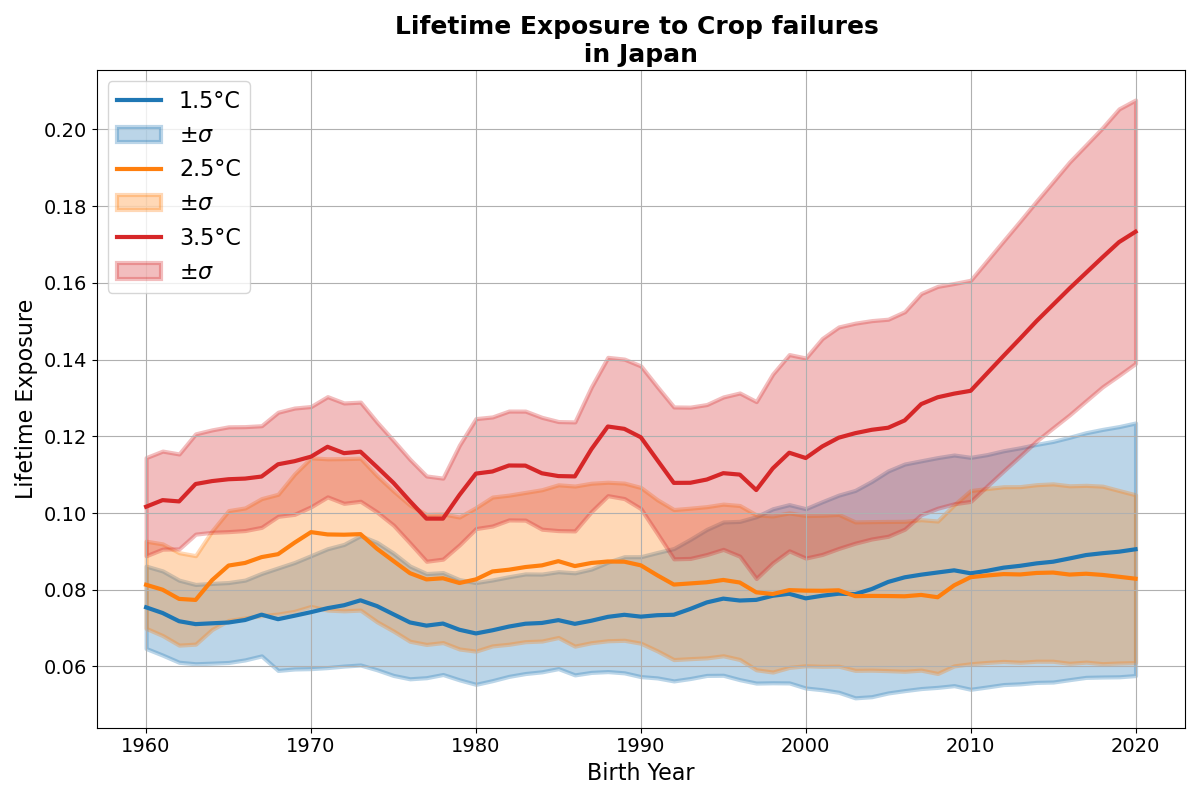 Lifetime Exposure to Crop failures
in Japan
1.5°C
±σ
2.5°C
±σ
3.5°C
±σ
Lifetime Exposure
0.20
0.18
0.16
0.14
0.12
0.10
0.08
0.06
1960 1970 1980 1990 2000 2010 2020
Birth Year